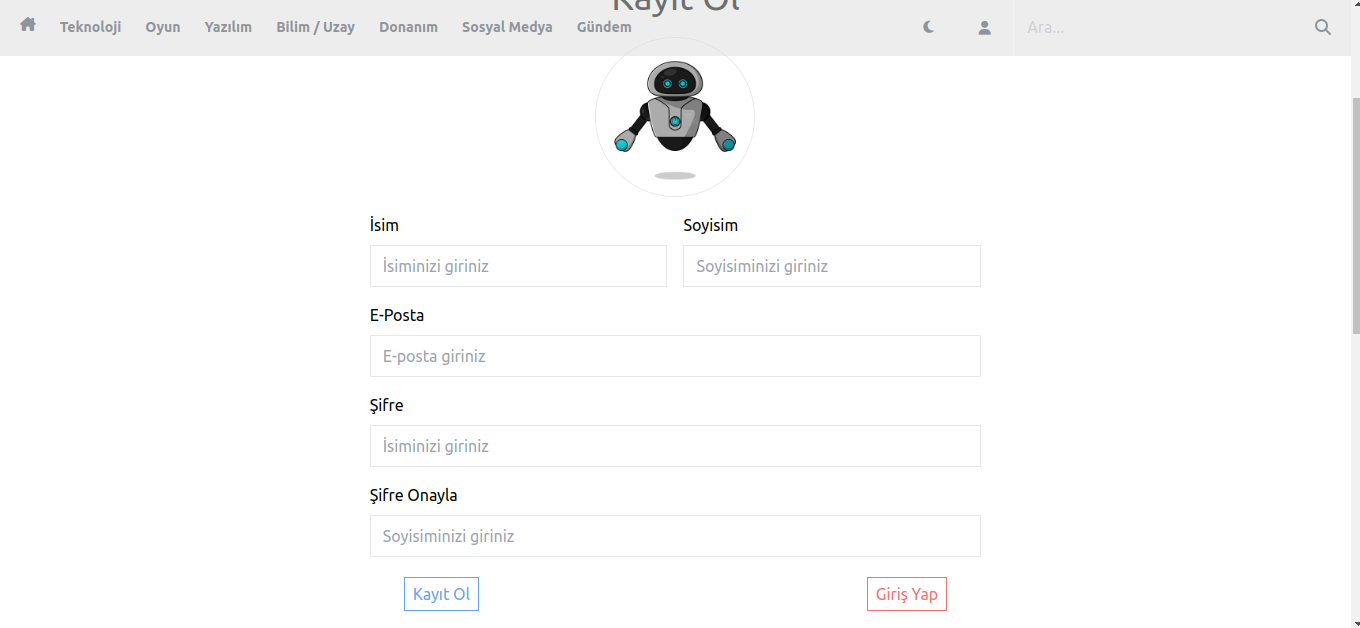 Kayıt Ol
Teknoloji Oyun Yazılım Bilim / Uzay Donanım Sosyal Medya Gündem Ara...
İsim Soyisim
İsiminizi giriniz Soyisiminizi giriniz
E-Posta
E-posta giriniz
Şifre
İsiminizi giriniz
Şifre Onayla
Soyisiminizi giriniz
Kayıt Ol Giriş Yap